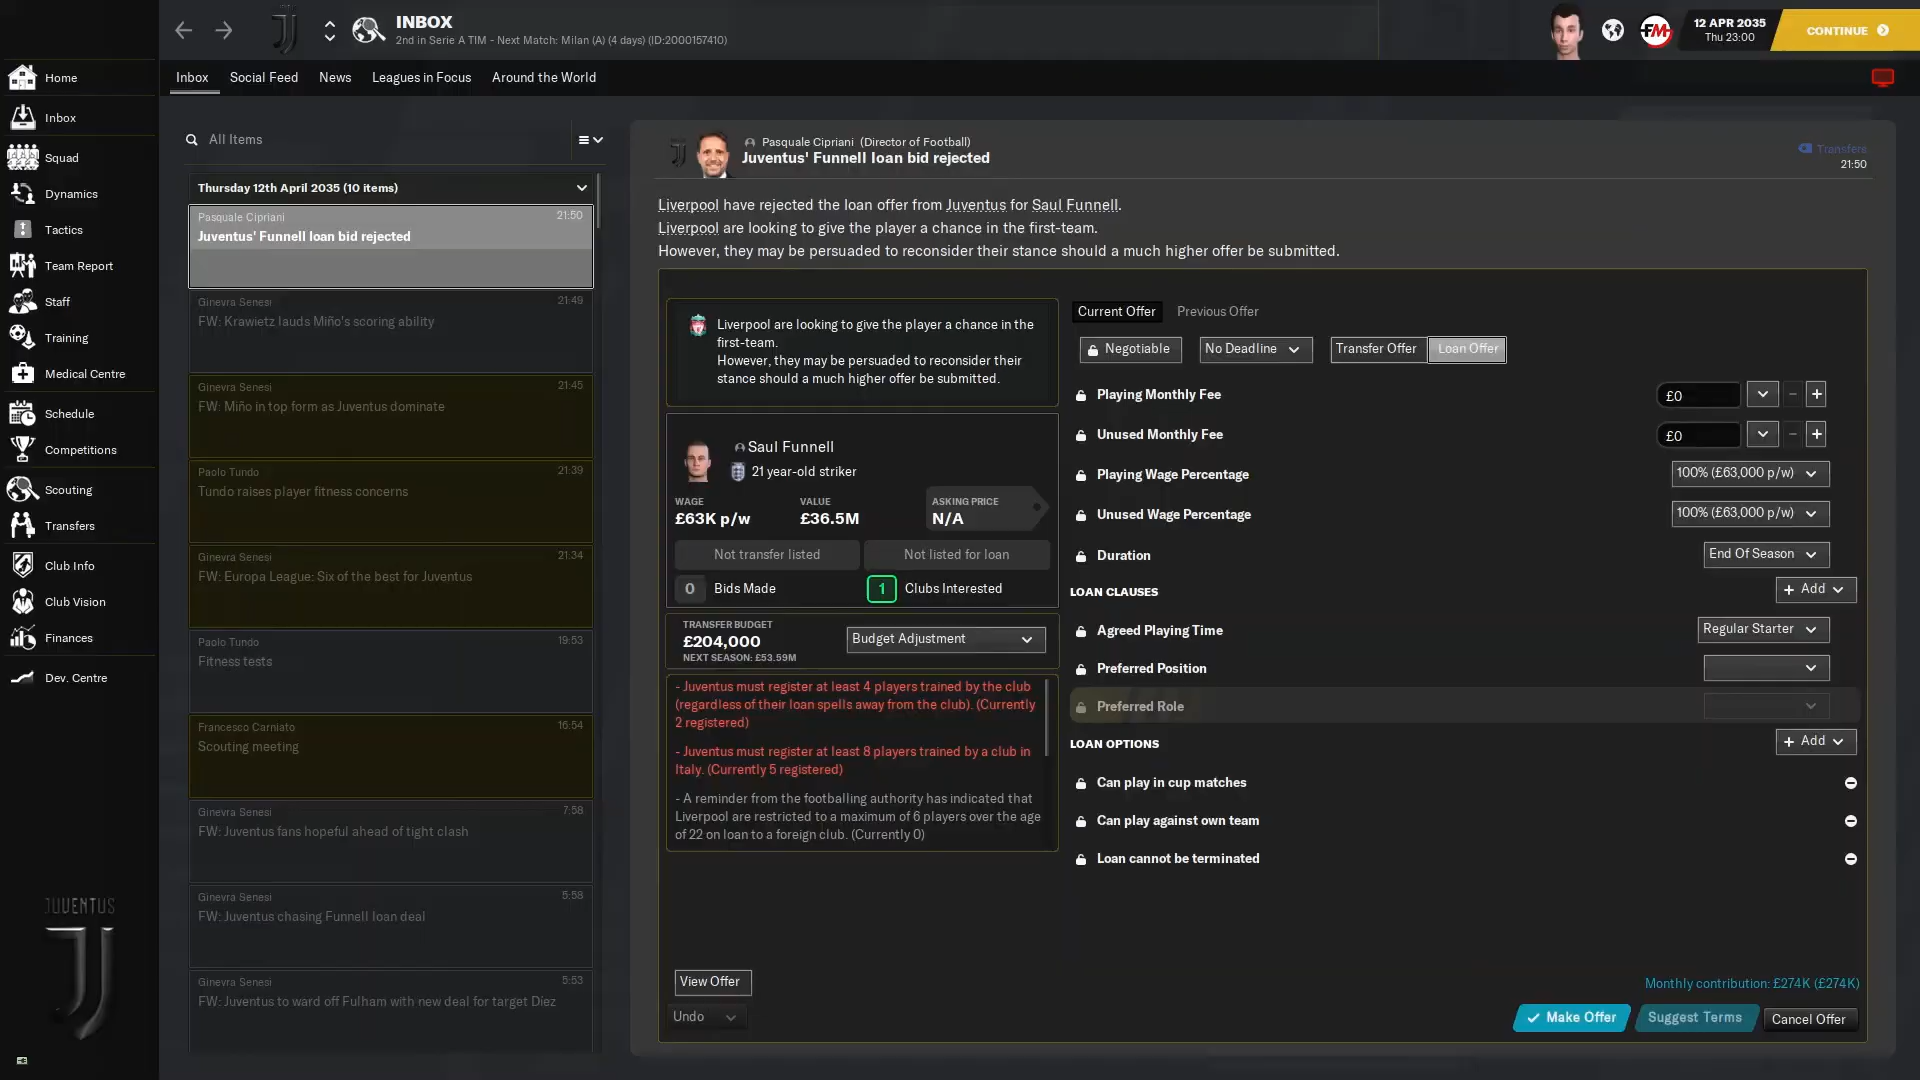 INBOX
2nd in Serie A TIM - Next Match: Milan (A) (4 days) (ID:2000157410)
FM
12 APR 2035
Thu 23:00
CONTINUE
Home
Inbox
Squad
Dynamics
Tactics
Team Report
Staff
Training
Medical Centre
Schedule
Competitions
Scouting
Transfers
Club Info
Club Vision
Finances
Dev. Centre
JUVENTUS
Inbox
Social Feed
News
Leagues in Focus
Around the World
All Items
Thursday 12th April 2035 (10 items)
Pasquale Cipriani 21:50
Juventus' Funnell loan bid rejected
Ginevra Senesi 21:49
FW: Krawietz lauds Miño's scoring ability
Ginevra Senesi 21:45
FW: Miño in top form as Juventus dominate
Paolo Tundo 21:39
Tundo raises player fitness concerns
Ginevra Senesi 21:34
FW: Europa League: Six of the best for Juventus
Paolo Tundo 19:53
Fitness tests
Francesco Carniato 16:54
Scouting meeting
Ginevra Senesi 7:58
FW: Juventus fans hopeful ahead of tight clash
Ginevra Senesi 5:58
FW: Juventus chasing Funnell loan deal
Ginevra Senesi 5:53
FW: Juventus to ward off Fulham with new deal for target Diez
Pasquale Cipriani (Director of Football)
Juventus' Funnell loan bid rejected
Transfers
21:50
Liverpool have rejected the loan offer from Juventus for Saul Funnell.
Liverpool are looking to give the player a chance in the first-team.
However, they may be persuaded to reconsider their stance should a much higher offer be submitted.
Liverpool are looking to give the player a chance in the
first-team.
However, they may be persuaded to reconsider their
stance should a much higher offer be submitted.
Saul Funnell
21 year-old striker
WAGE
£63K p/w
VALUE
£36.5M
ASKING PRICE
N/A
Not transfer listed
Not listed for loan
0 Bids Made
1 Clubs Interested
TRANSFER BUDGET
£204,000
NEXT SEASON: £53.59M
Budget Adjustment
- Juventus must register at least 4 players trained by the club
(regardless of their loan spells away from the club). (Currently
2 registered)
- Juventus must register at least 8 players trained by a club in
Italy. (Currently 5 registered)
- A reminder from the footballing authority has indicated that
Liverpool are restricted to a maximum of 6 players over the age
of 22 on loan to a foreign club. (Currently 0)
View Offer
Undo
Current Offer
Previous Offer
Negotiable
No Deadline
Transfer Offer
Loan Offer
Playing Monthly Fee £0
Unused Monthly Fee £0
Playing Wage Percentage 100% (£63,000 p/w)
Unused Wage Percentage 100% (£63,000 p/w)
Duration End Of Season
LOAN CLAUSES + Add
Agreed Playing Time Regular Starter
Preferred Position
Preferred Role
LOAN OPTIONS + Add
Can play in cup matches
Can play against own team
Loan cannot be terminated
Monthly contribution: £274K (£274K)
Make Offer
Suggest Terms
Cancel Offer